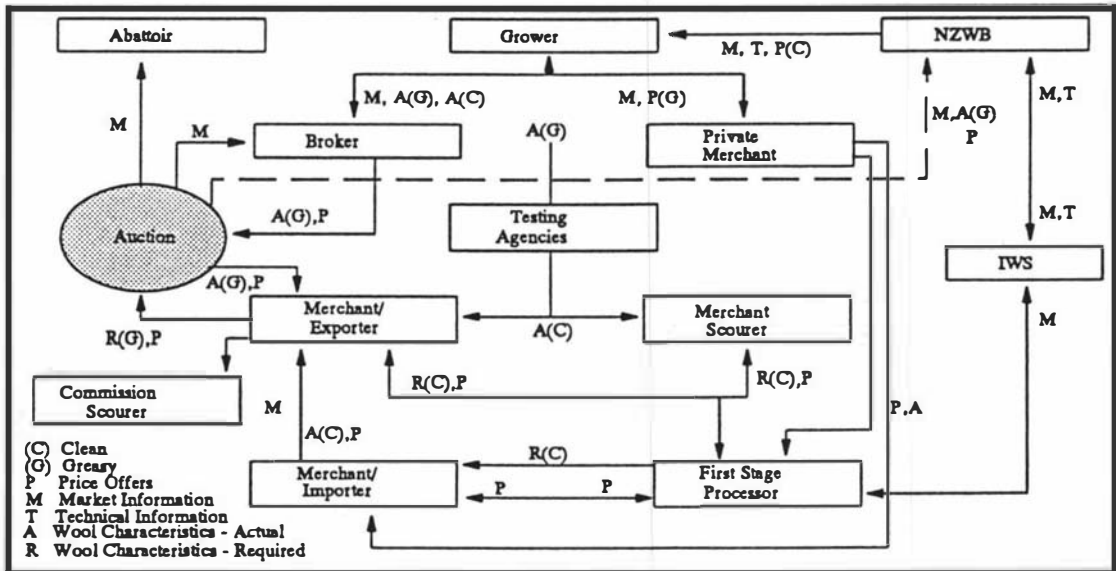 Abattoir
Grower
NZWB
M, T, P(C)
M, A(G), A(C)
M, P(G)
M
M
Broker
A(G)
Private
Merchant
M,A(G)
P
M,T
A(G),P
Testing
Agencies
M,T
Auction
IWS
A(G),P
Merchant/
Exporter
Merchant
Scourer
A(C)
M
R(G),P
Commission
Scourer
R(C),P
R(C),P
M
A(C),P
P,A
Merchant/
Importer
R(C)
First Stage
Processor
P
P
(C) Clean
(G) Greasy
P Price Offers
M Market Information
T Technical Information
A Wool Characteristics - Actual
R Wool Characteristics - Required